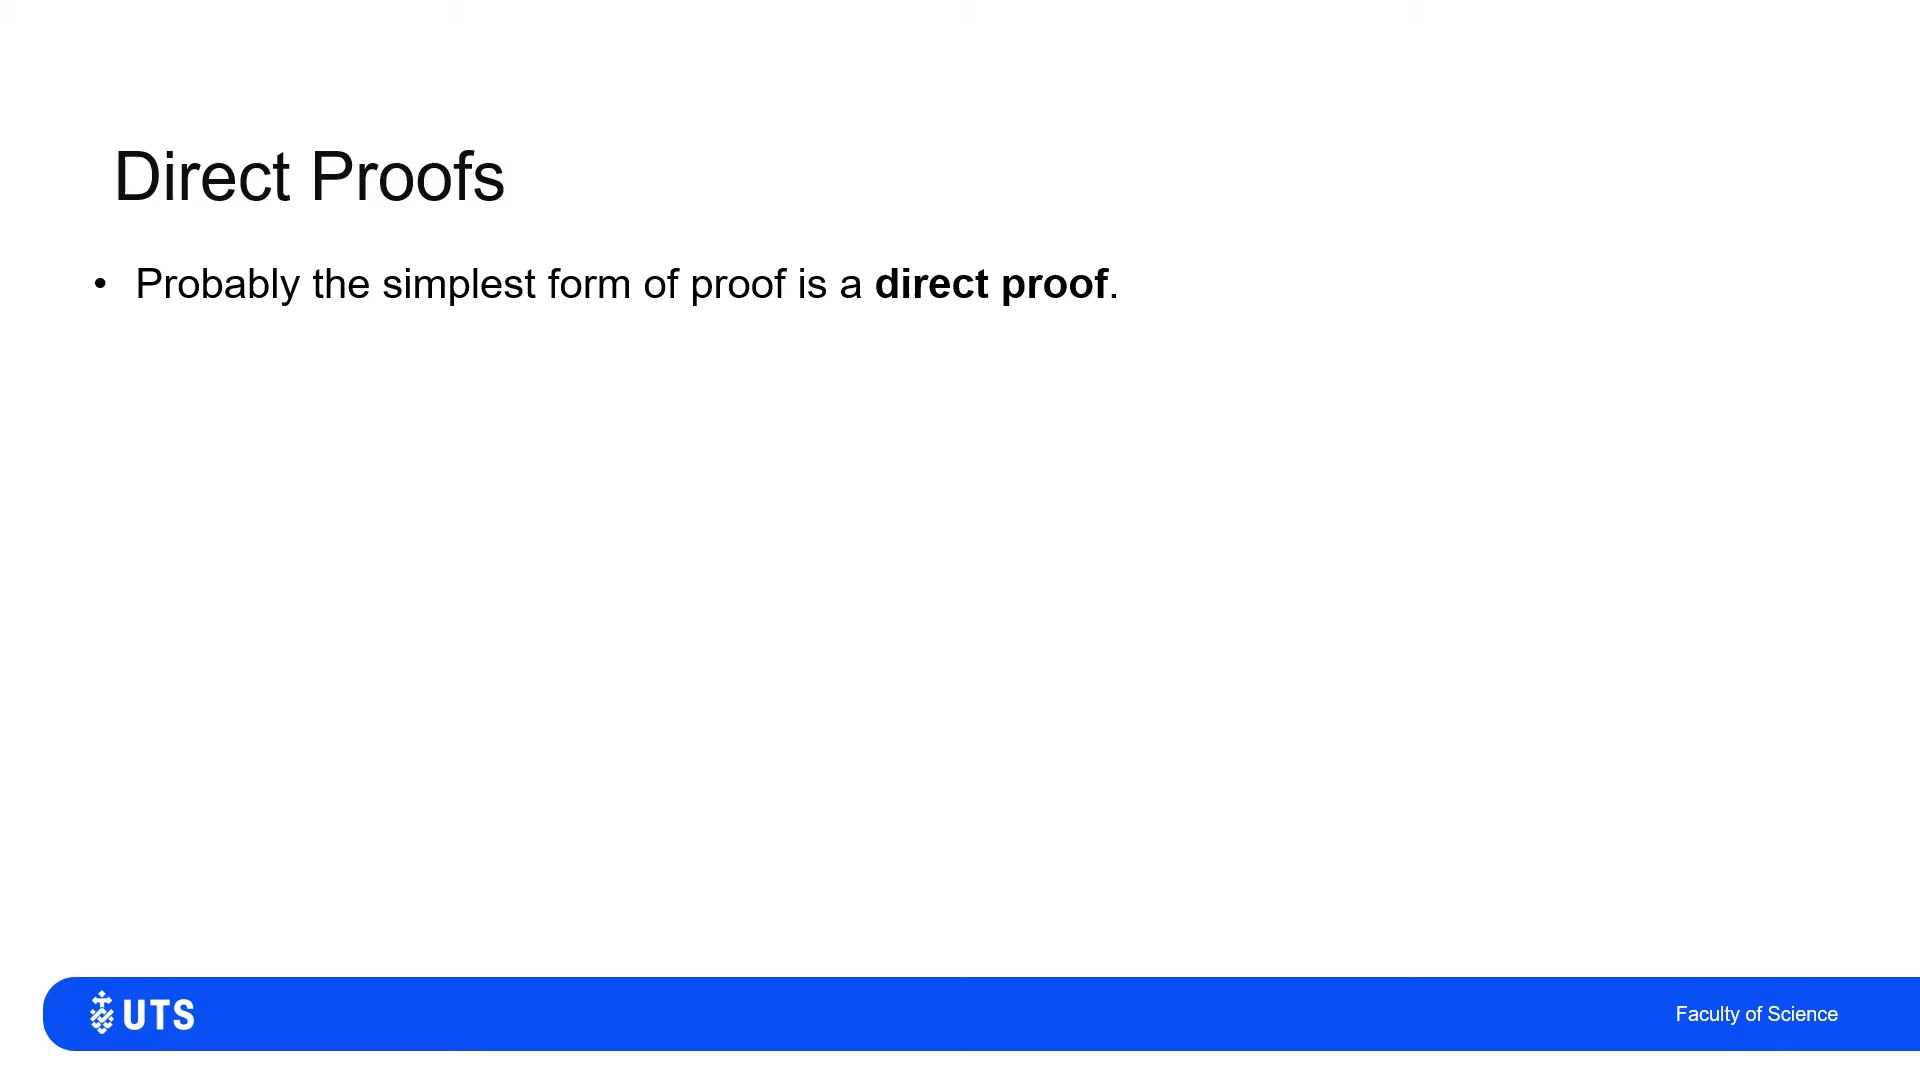 Direct Proofs
• Probably the simplest form of proof is a direct proof.
UTS
Faculty of Science